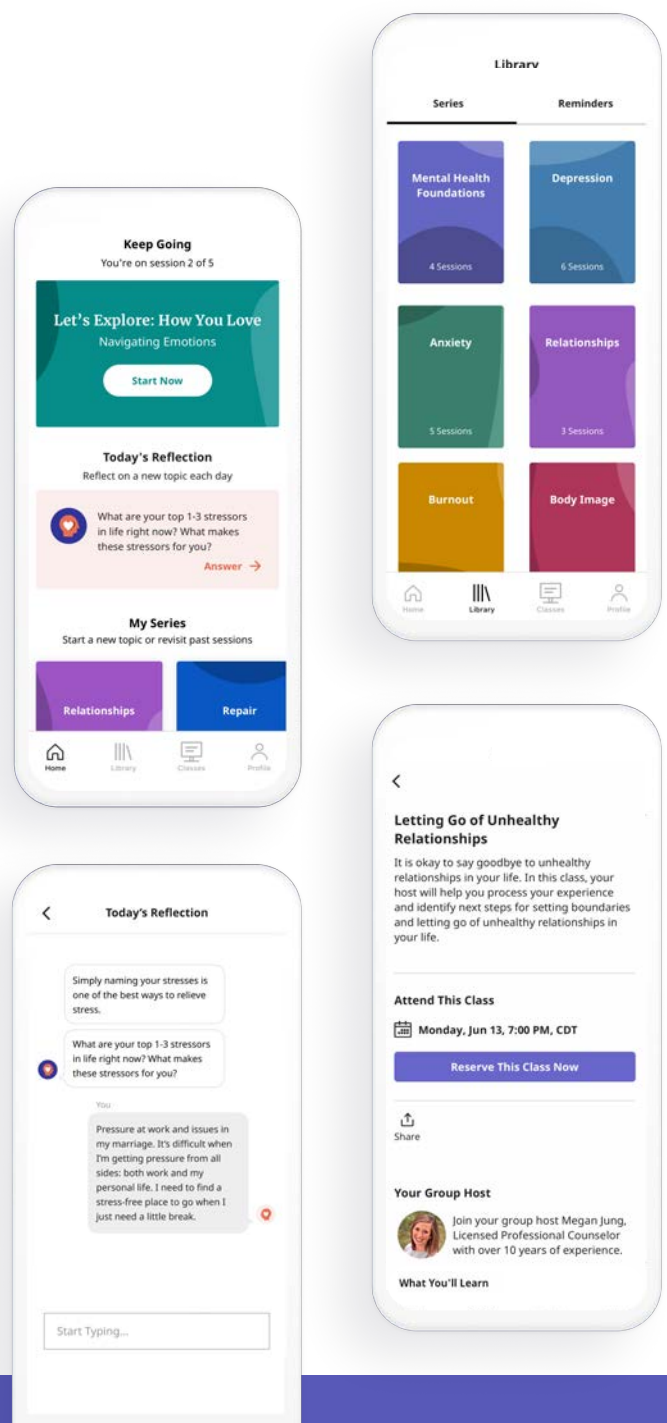 Keep Going
You're on session 2 of 5
Let's Explore: How You Love
Navigating Emotions
Start Now
Today's Reflection
Reflect on a new topic each day
What are your top 1-3 stressors
in life right now? What makes
these stressors for you?
Answer →
My Series
Start a new topic or revisit past sessions
Relationships
Repair
Home
Library
Classes
Profile
Library
Series
Reminders
Mental Health
Foundations
4 Sessions
Depression
6 Sessions
Anxiety
5 Sessions
Relationships
3 Sessions
Burnout
Body Image
Home
Library
Classes
Profile
Today's Reflection
Simply naming your stresses is
one of the best ways to relieve
stress.
What are your top 1-3 stressors
in life right now? What makes
these stressors for you?
You
Pressure at work and issues in
my marriage. It's difficult when
I'm getting pressure from all
sides: both work and my
personal life. I need to find a
stress-free place to go when I
just need a little break.
Start Typing...
Letting Go of Unhealthy
Relationships
It is okay to say goodbye to unhealthy
relationships in your life. In this class, your
host will help you process your experience
and identify next steps for setting boundaries
and letting go of unhealthy relationships in
your life.
Attend This Class
Monday, Jun 13, 7:00 PM, CDT
Reserve This Class Now
Share
Your Group Host
Join your group host Megan Jung,
Licensed Professional Counselor
with over 10 years of experience.
What You'll Learn